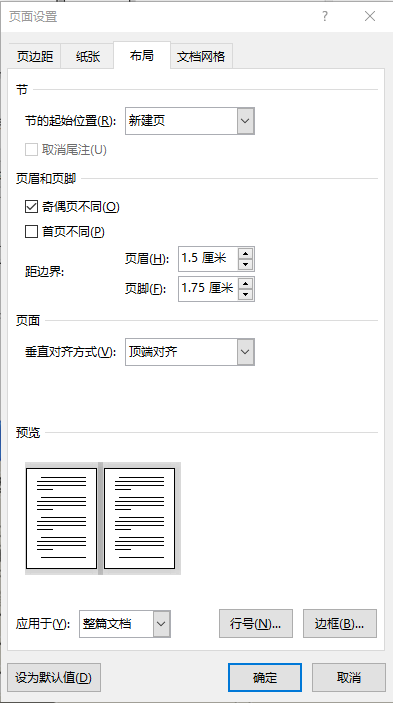 页面设置
页边距 纸张 布局 文档网格
节
节的起始位置(R): 新建页
取消尾注(U)
页眉和页脚
奇偶页不同(O)
首页不同(P)
距边界:
页眉(H): 1.5 厘米
页脚(F): 1.75 厘米
页面
垂直对齐方式(V): 顶端对齐
预览
应用于(Y): 整篇文档 行号(N)... 边框(B)...
设为默认值(D) 确定 取消